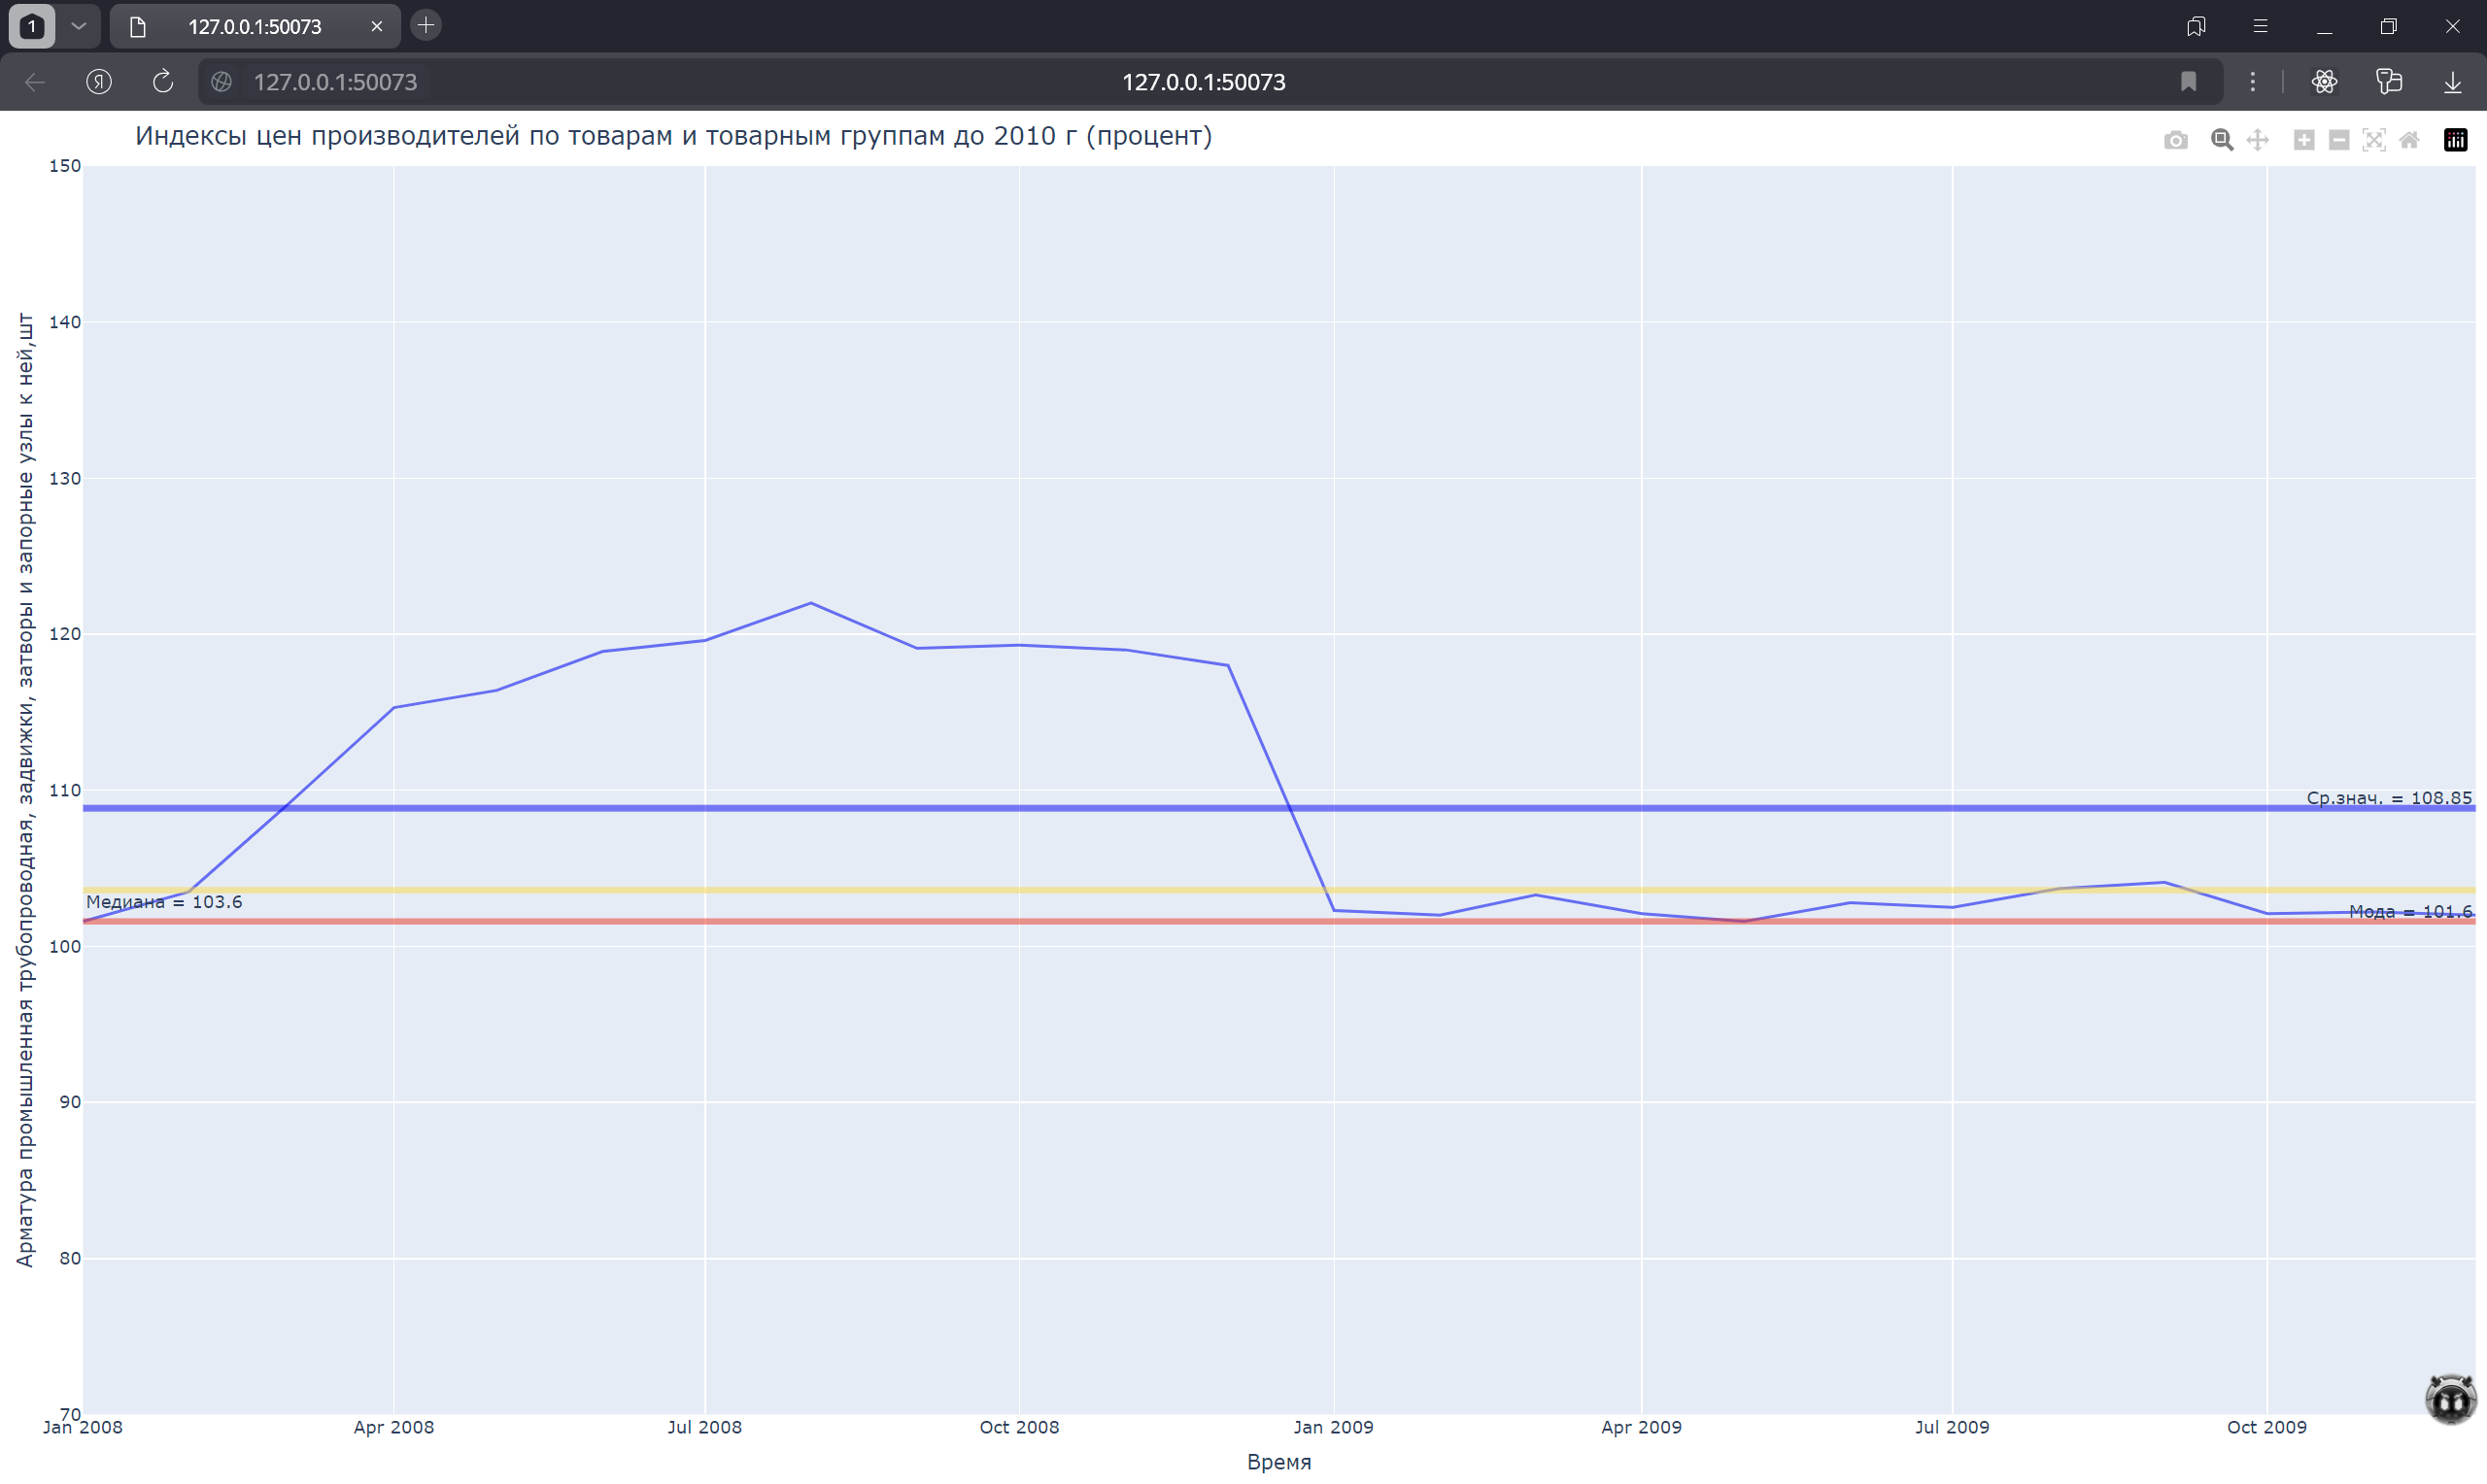 1
127.0.0.1:50073
Я
127.0.0.1:50073
127.0.0.1:50073
Индексы цен производителей по товарам и товарным группам до 2010 г (процент)
Арматура промышленная трубопроводная, задвижки, затворы и запорные узлы к ней,шт
150
140
130
120
110
100
90
80
70
Ср.знач. = 108.85
Медиана = 103.6
Мода = 101.6
Jan 2008
Apr 2008
Jul 2008
Oct 2008
Jan 2009
Apr 2009
Jul 2009
Oct 2009
Время